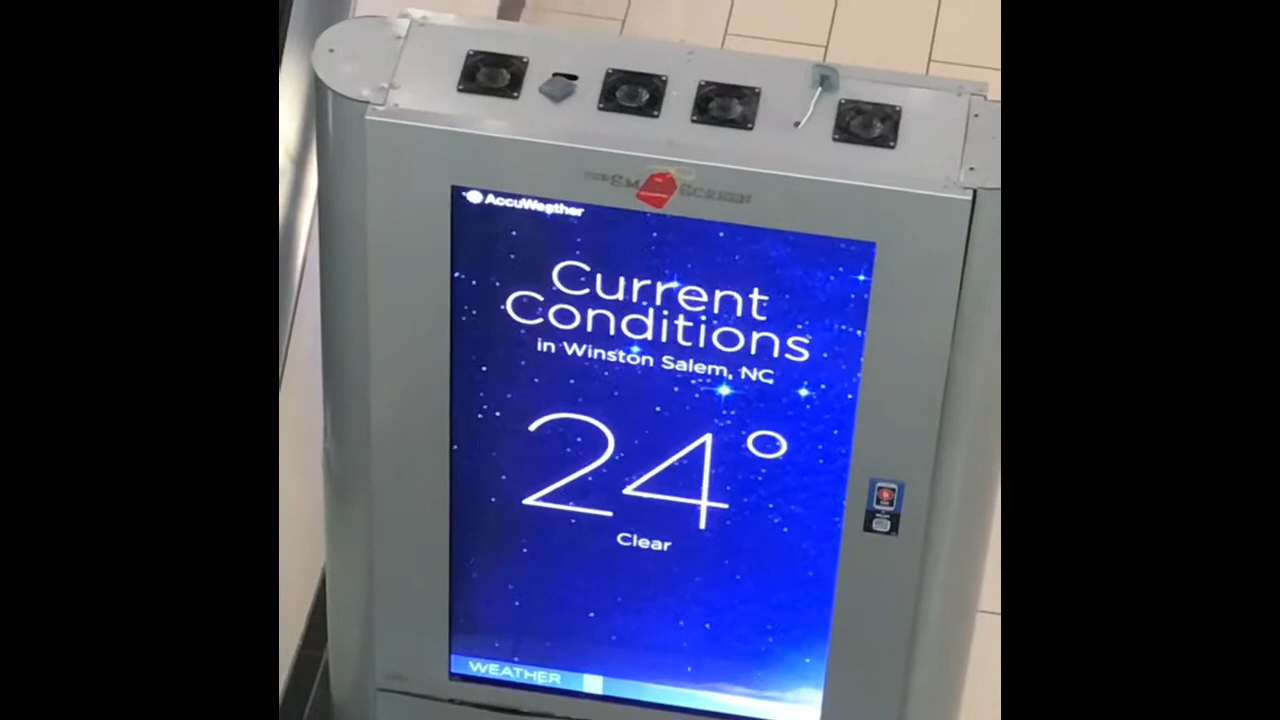 AccuWeather
Current
Conditions
in Winston Salem, NC
24°
Clear
WEATHER